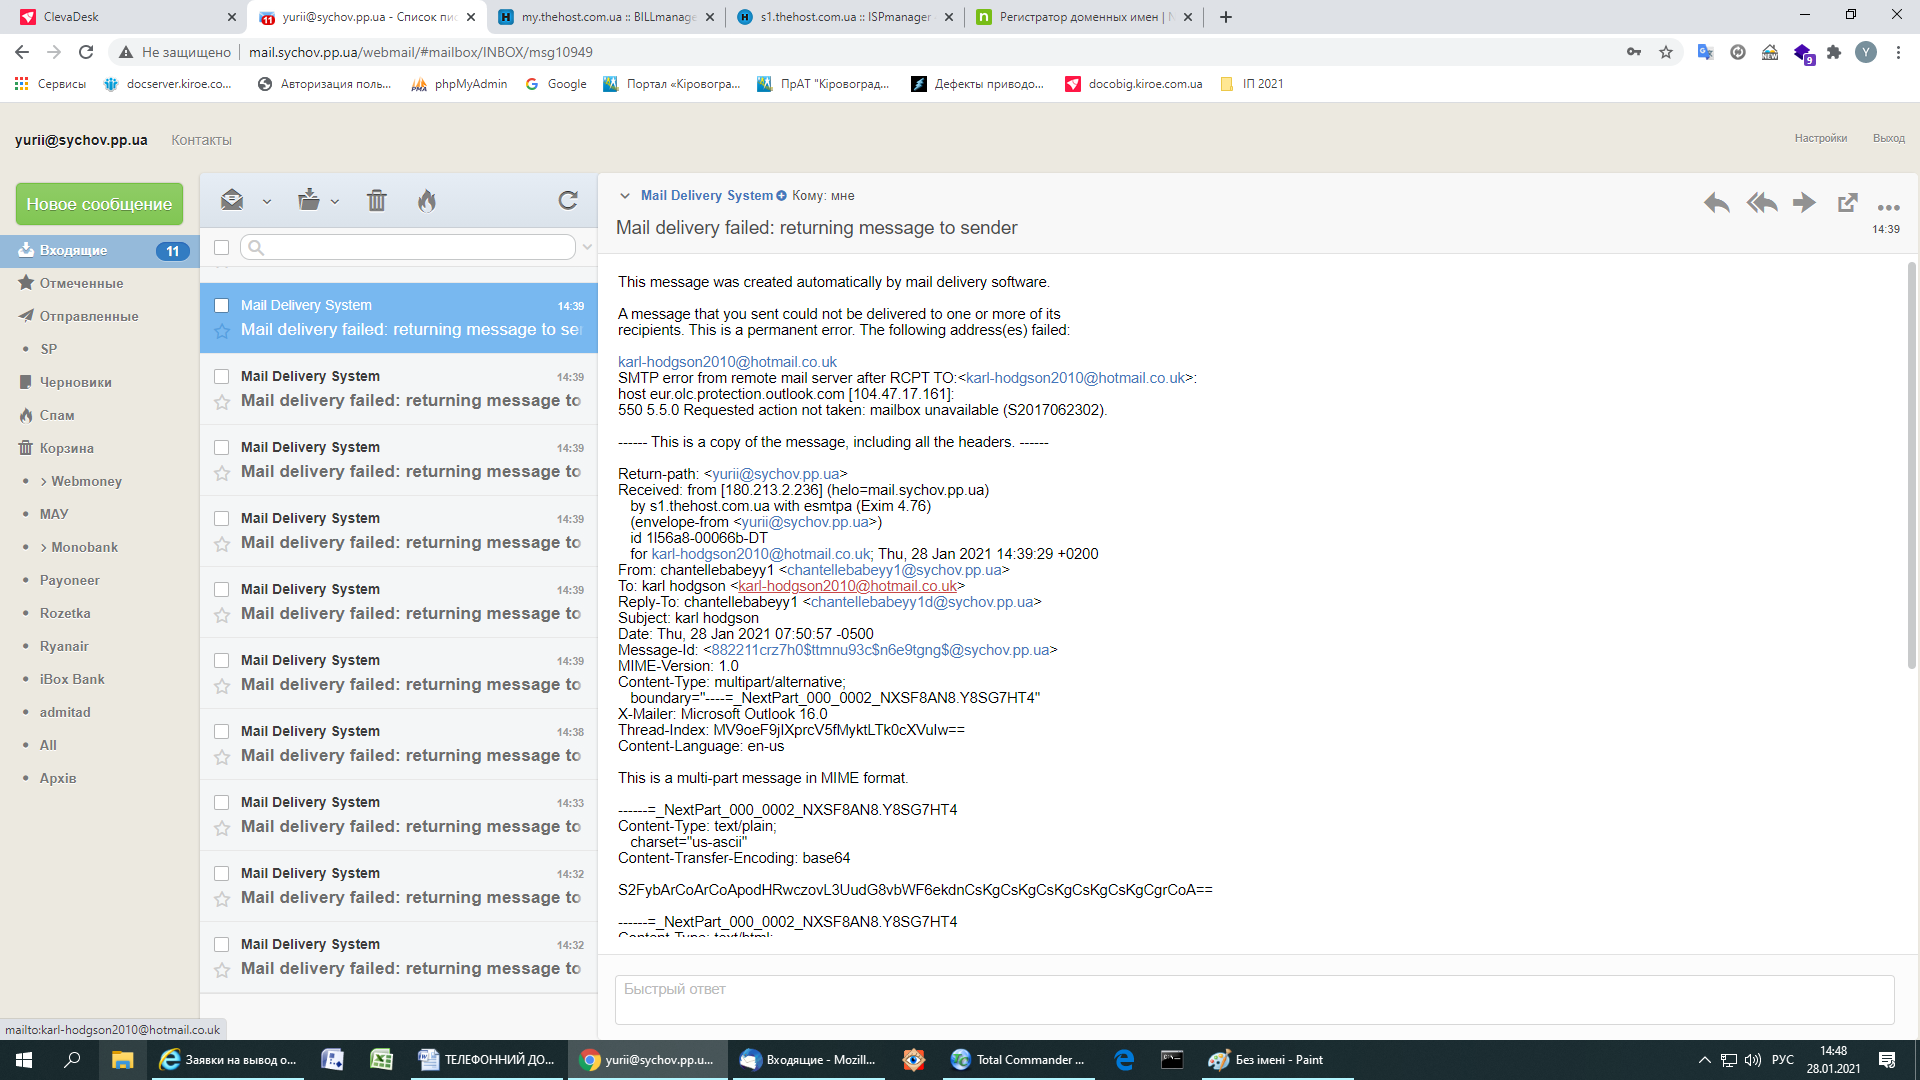 ClevaDesk
yurii@sychov.pp.ua - Список пис
my.thehost.com.ua :: BILLmanage
s1.thehost.com.ua :: ISPmanager
Регистратор доменных имен | N
Не защищено
mail.sychov.pp.ua/webmail/#mailbox/INBOX/msg10949
Сервисы
docserver.kiroe.co...
Авторизация поль...
phpMyAdmin
Google
Портал «Кіровогра...
ПрАТ "Кіровоград...
Дефекты приводо...
docobig.kiroe.com.ua
ІП 2021
yurii@sychov.pp.ua
Контакты
Настройки
Выход
Новое сообщение
Входящие 11
Отмеченные
Отправленные
SP
Черновики
Спам
Корзина
> Webmoney
МАУ
> Monobank
Payoneer
Rozetka
Ryanair
iBox Bank
admitad
All
Архів
Mail Delivery System 14:39
Mail delivery failed: returning message to se
Mail Delivery System 14:39
Mail delivery failed: returning message to
Mail Delivery System 14:39
Mail delivery failed: returning message to
Mail Delivery System 14:39
Mail delivery failed: returning message to
Mail Delivery System 14:39
Mail delivery failed: returning message to
Mail Delivery System 14:39
Mail delivery failed: returning message to
Mail Delivery System 14:38
Mail delivery failed: returning message to
Mail Delivery System 14:33
Mail delivery failed: returning message to
Mail Delivery System 14:32
Mail delivery failed: returning message to
Mail Delivery System 14:32
Mail delivery failed: returning message to
Mail Delivery System Кому: мне
Mail delivery failed: returning message to sender
14:39
This message was created automatically by mail delivery software.
A message that you sent could not be delivered to one or more of its
recipients. This is a permanent error. The following address(es) failed:
karl-hodgson2010@hotmail.co.uk
SMTP error from remote mail server after RCPT TO:<karl-hodgson2010@hotmail.co.uk>:
host eur.olc.protection.outlook.com [104.47.17.161]:
550 5.5.0 Requested action not taken: mailbox unavailable (S2017062302).
------ This is a copy of the message, including all the headers. ------
Return-path: <yurii@sychov.pp.ua>
Received: from [180.213.2.236] (helo=mail.sychov.pp.ua)
by s1.thehost.com.ua with esmtpa (Exim 4.76)
(envelope-from <yurii@sychov.pp.ua>)
id 1l56a8-00066b-DT
for karl-hodgson2010@hotmail.co.uk; Thu, 28 Jan 2021 14:39:29 +0200
From: chantellebabeyy1 <chantellebabeyy1@sychov.pp.ua>
To: karl hodgson <karl-hodgson2010@hotmail.co.uk>
Reply-To: chantellebabeyy1 <chantellebabeyy1d@sychov.pp.ua>
Subject: karl hodgson
Date: Thu, 28 Jan 2021 07:50:57 -0500
Message-Id: <882211crz7h0$ttmnu93c$n6e9tgng$@sychov.pp.ua>
MIME-Version: 1.0
Content-Type: multipart/alternative;
boundary="----=_NextPart_000_0002_NXSF8AN8.Y8SG7HT4"
X-Mailer: Microsoft Outlook 16.0
Thread-Index: MV9oeF9jIXprcV5fMyktLTk0cXVulw==
Content-Language: en-us
This is a multi-part message in MIME format.
------=_NextPart_000_0002_NXSF8AN8.Y8SG7HT4
Content-Type: text/plain;
charset="us-ascii"
Content-Transfer-Encoding: base64
S2FybArCoArCoApodHRwczovL3UudG8vbWF6ekdnCsKgCsKgCsKgCsKgCsKgCgrCoA==
------=_NextPart_000_0002_NXSF8AN8.Y8SG7HT4
Content-Type: text/html;
Быстрый ответ
mailto:karl-hodgson2010@hotmail.co.uk
Заявки на вывод о...
ТЕЛЕФОННИЙ ДО...
yurii@sychov.pp.u...
Входящие - Mozill...
Total Commander ...
Без імені - Paint
РУС
14:48
28.01.2021